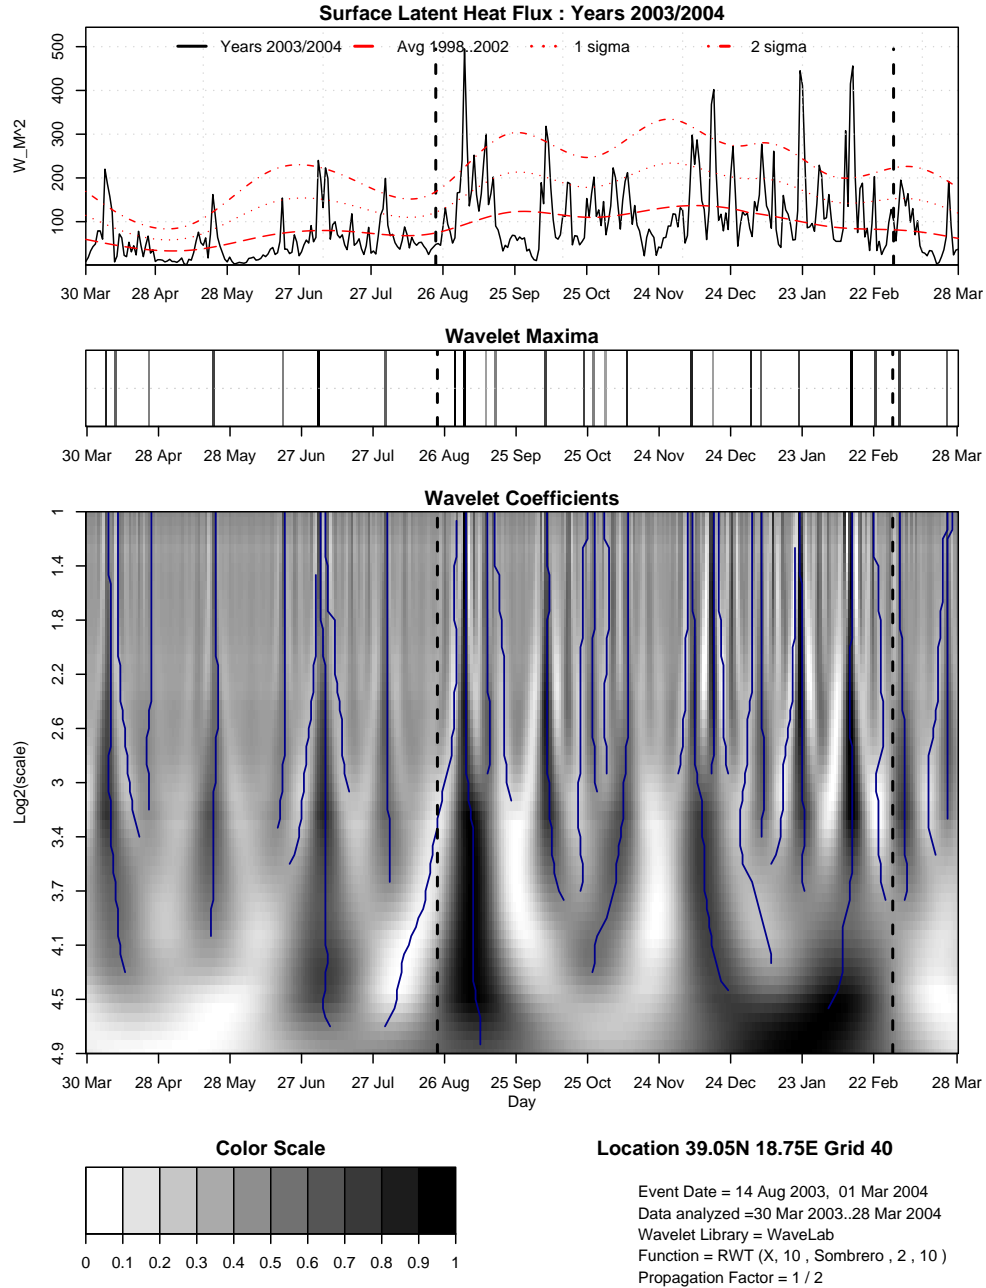 Surface Latent Heat Flux : Years 2003/2004
Years 2003/2004 Avg 1998..2002 1 sigma 2 sigma
W_M^2
500
400
300
200
100
30 Mar 28 Apr 28 May 27 Jun 27 Jul 26 Aug 25 Sep 25 Oct 24 Nov 24 Dec 23 Jan 22 Feb 28 Mar
Wavelet Maxima
30 Mar 28 Apr 28 May 27 Jun 27 Jul 26 Aug 25 Sep 25 Oct 24 Nov 24 Dec 23 Jan 22 Feb 28 Mar
Wavelet Coefficients
Log2(scale)
1
1.4
1.8
2.2
2.6
3
3.4
3.7
4.1
4.5
4.9
30 Mar 28 Apr 28 May 27 Jun 27 Jul 26 Aug 25 Sep 25 Oct 24 Nov 24 Dec 23 Jan 22 Feb 28 Mar
Day
Color Scale
0 0.1 0.2 0.3 0.4 0.5 0.6 0.7 0.8 0.9 1
Location 39.05N 18.75E Grid 40
Event Date = 14 Aug 2003, 01 Mar 2004
Data analyzed =30 Mar 2003..28 Mar 2004
Wavelet Library = WaveLab
Function = RWT (X, 10 , Sombrero , 2 , 10 )
Propagation Factor = 1 / 2